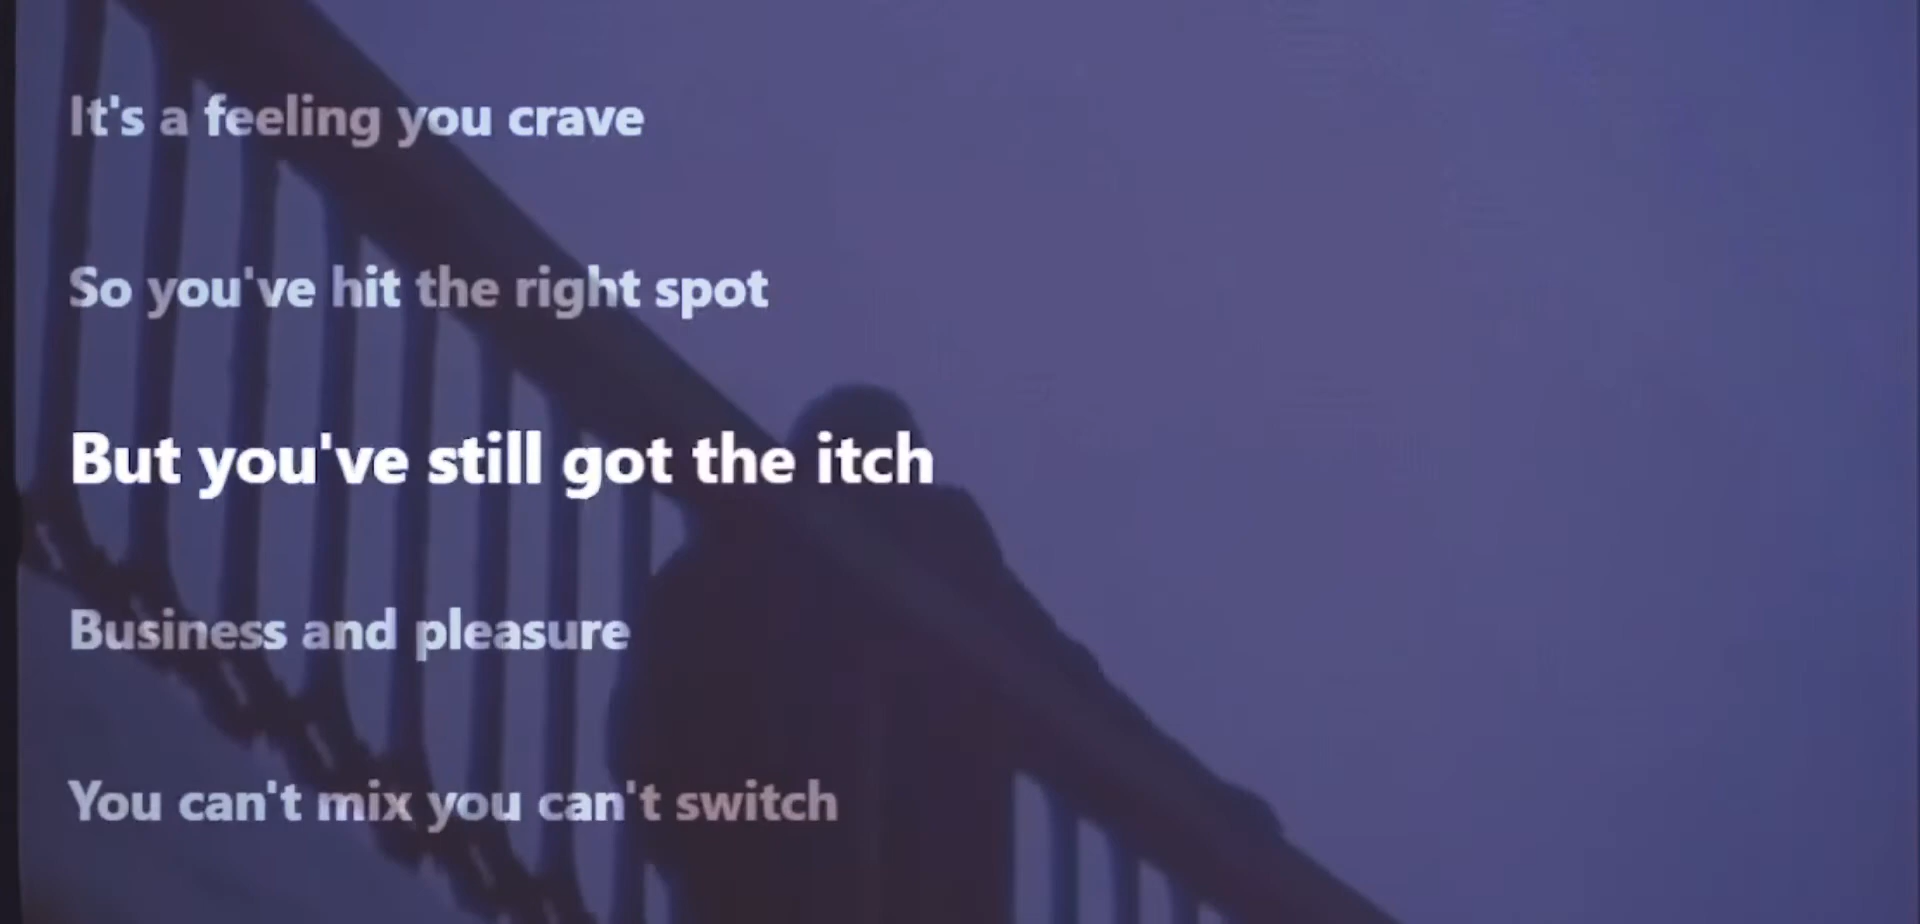 It's a feeling you crave
So you've hit the right spot
But you've still got the itch
Business and pleasure
You can't mix you can't switch